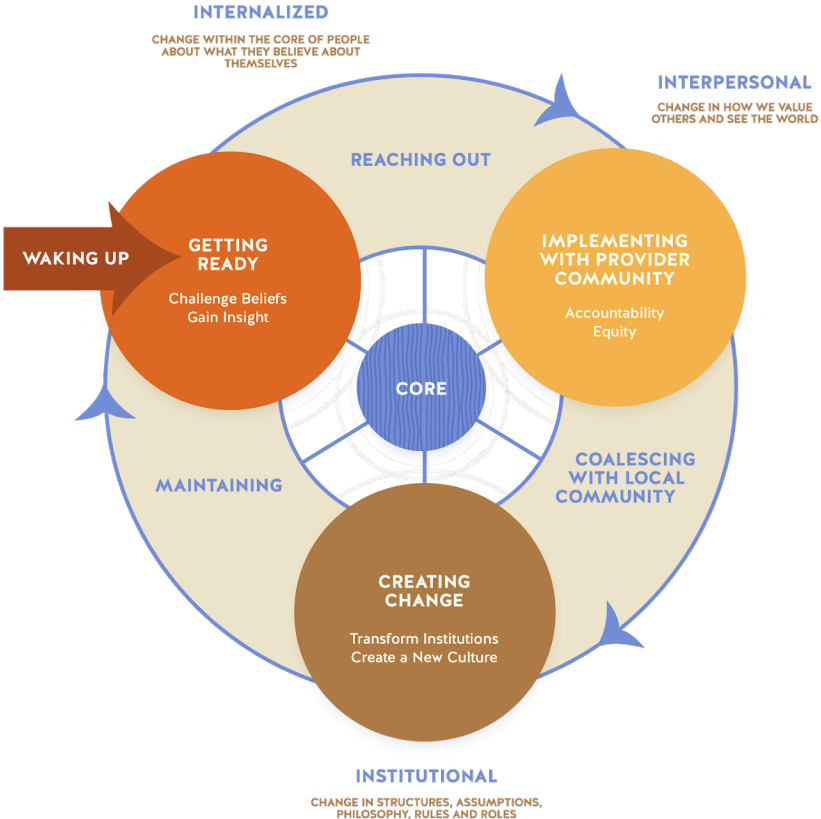 INTERNALIZED
CHANGE WITHIN THE CORE OF PEOPLE
ABOUT WHAT THEY BELIEVE ABOUT
THEMSELVES
INTERPERSONAL
CHANGE IN HOW WE VALUE
OTHERS AND SEE THE WORLD
REACHING OUT
WAKING UP
GETTING
READY
Challenge Beliefs
Gain Insight
IMPLEMENTING
WITH PROVIDER
COMMUNITY
Accountability
Equity
CORE
MAINTAINING
COALESCING
WITH LOCAL
COMMUNITY
CREATING
CHANGE
Transform Institutions
Create a New Culture
INSTITUTIONAL
CHANGE IN STRUCTURES, ASSUMPTIONS,
PHILOSOPHY, RULES AND ROLES